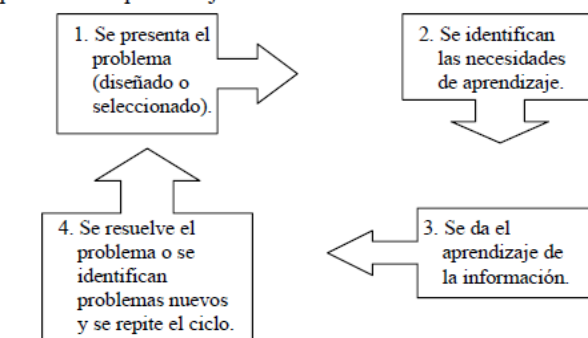 1. Se presenta el
problema
(diseñado o
seleccionado).
2. Se identifican
las necesidades
de aprendizaje.
3. Se da el
aprendizaje de
la información.
4. Se resuelve el
problema o se
identifican
problemas nuevos
y se repite el ciclo.